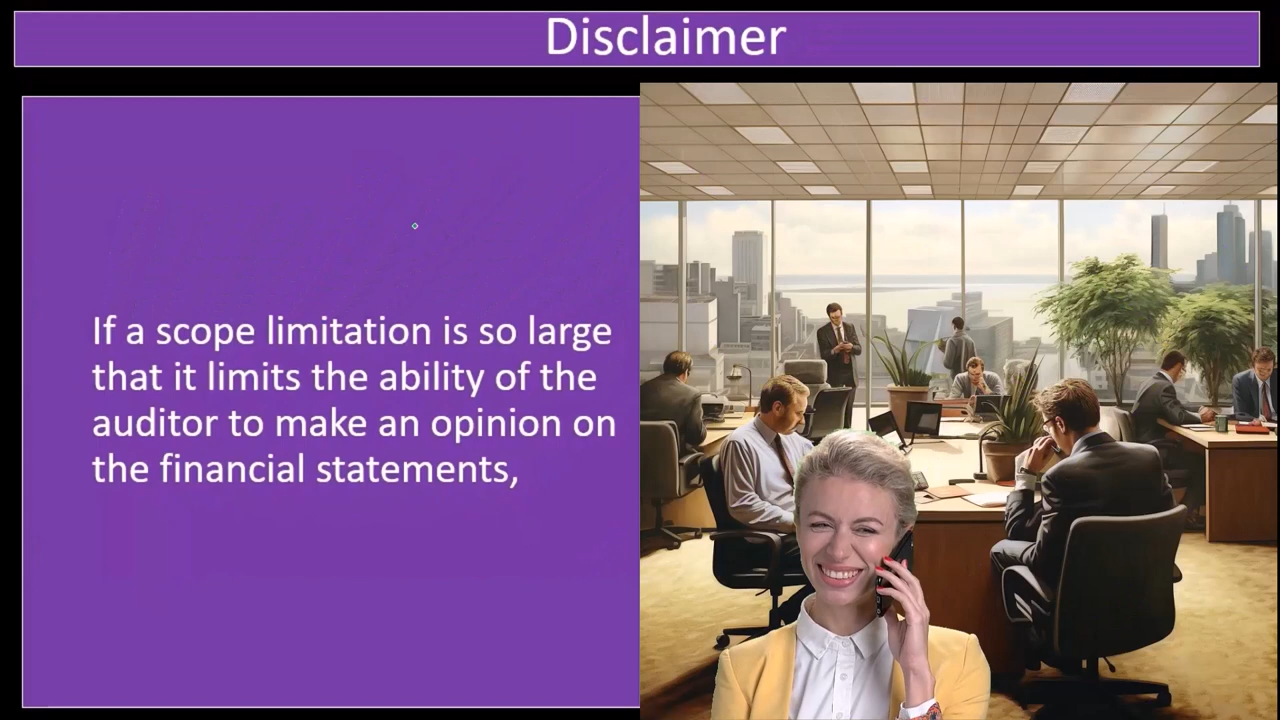 Disclaimer
If a scope limitation is so large
that it limits the ability of the
auditor to make an opinion on
the financial statements,